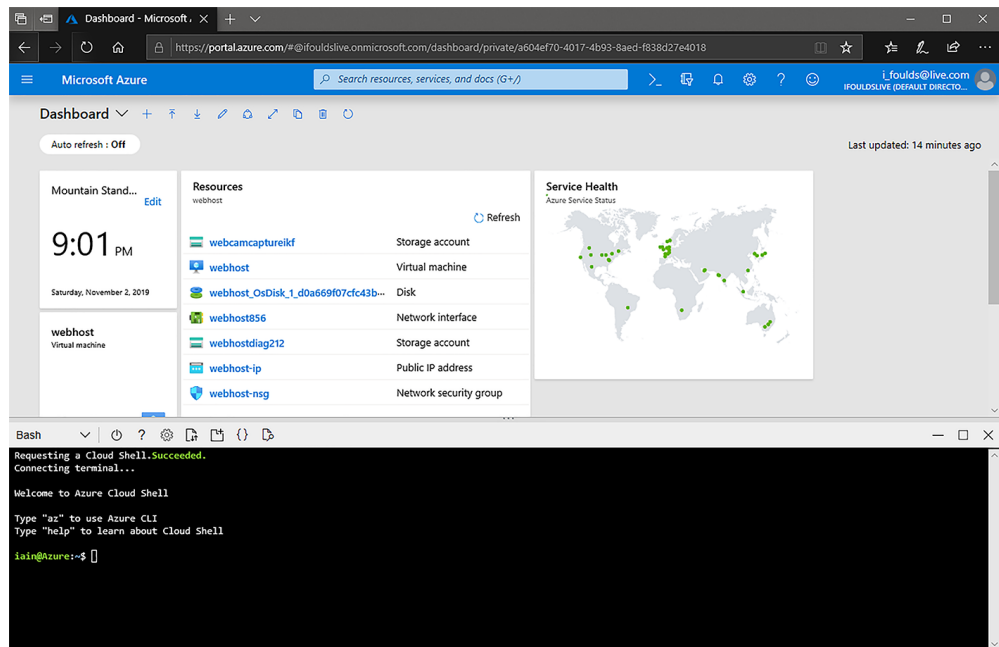 Dashboard - Microsoft A
https://portal.azure.com/#@ifouldslive.onmicrosoft.com/dashboard/private/a604ef70-4017-4b93-8aed-f838d27e4018
Microsoft Azure
Search resources, services, and docs (G+/)
i_foulds@live.com
IFOULDSLIVE (DEFAULT DIRECTO...
Dashboard
Auto refresh : Off
Last updated: 14 minutes ago
Mountain Stand...
Edit
9:01 PM
Saturday, November 2, 2019
webhost
Virtual machine
Resources
webhost
Refresh
webcamcaptureikf Storage account
webhost Virtual machine
webhost_OsDisk_1_d0a669f07cfc43b... Disk
webhost856 Network interface
webhostdiag212 Storage account
webhost-ip Public IP address
webhost-nsg Network security group
Service Health
Azure Service Status
Bash
Requesting a Cloud Shell.Succeeded.
Connecting terminal...
Welcome to Azure Cloud Shell
Type "az" to use Azure CLI
Type "help" to learn about Cloud Shell
iain@Azure:~$